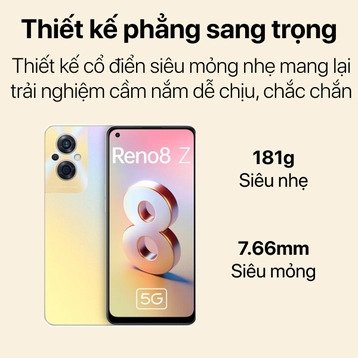 Thiết kế phẳng sang trọng
Thiết kế cổ điển siêu mỏng nhẹ mang lại
trải nghiệm cầm nắm dễ chịu, chắc chắn
Reno8 Z
8
5G
181g
Siêu nhẹ
7.66mm
Siêu mỏng